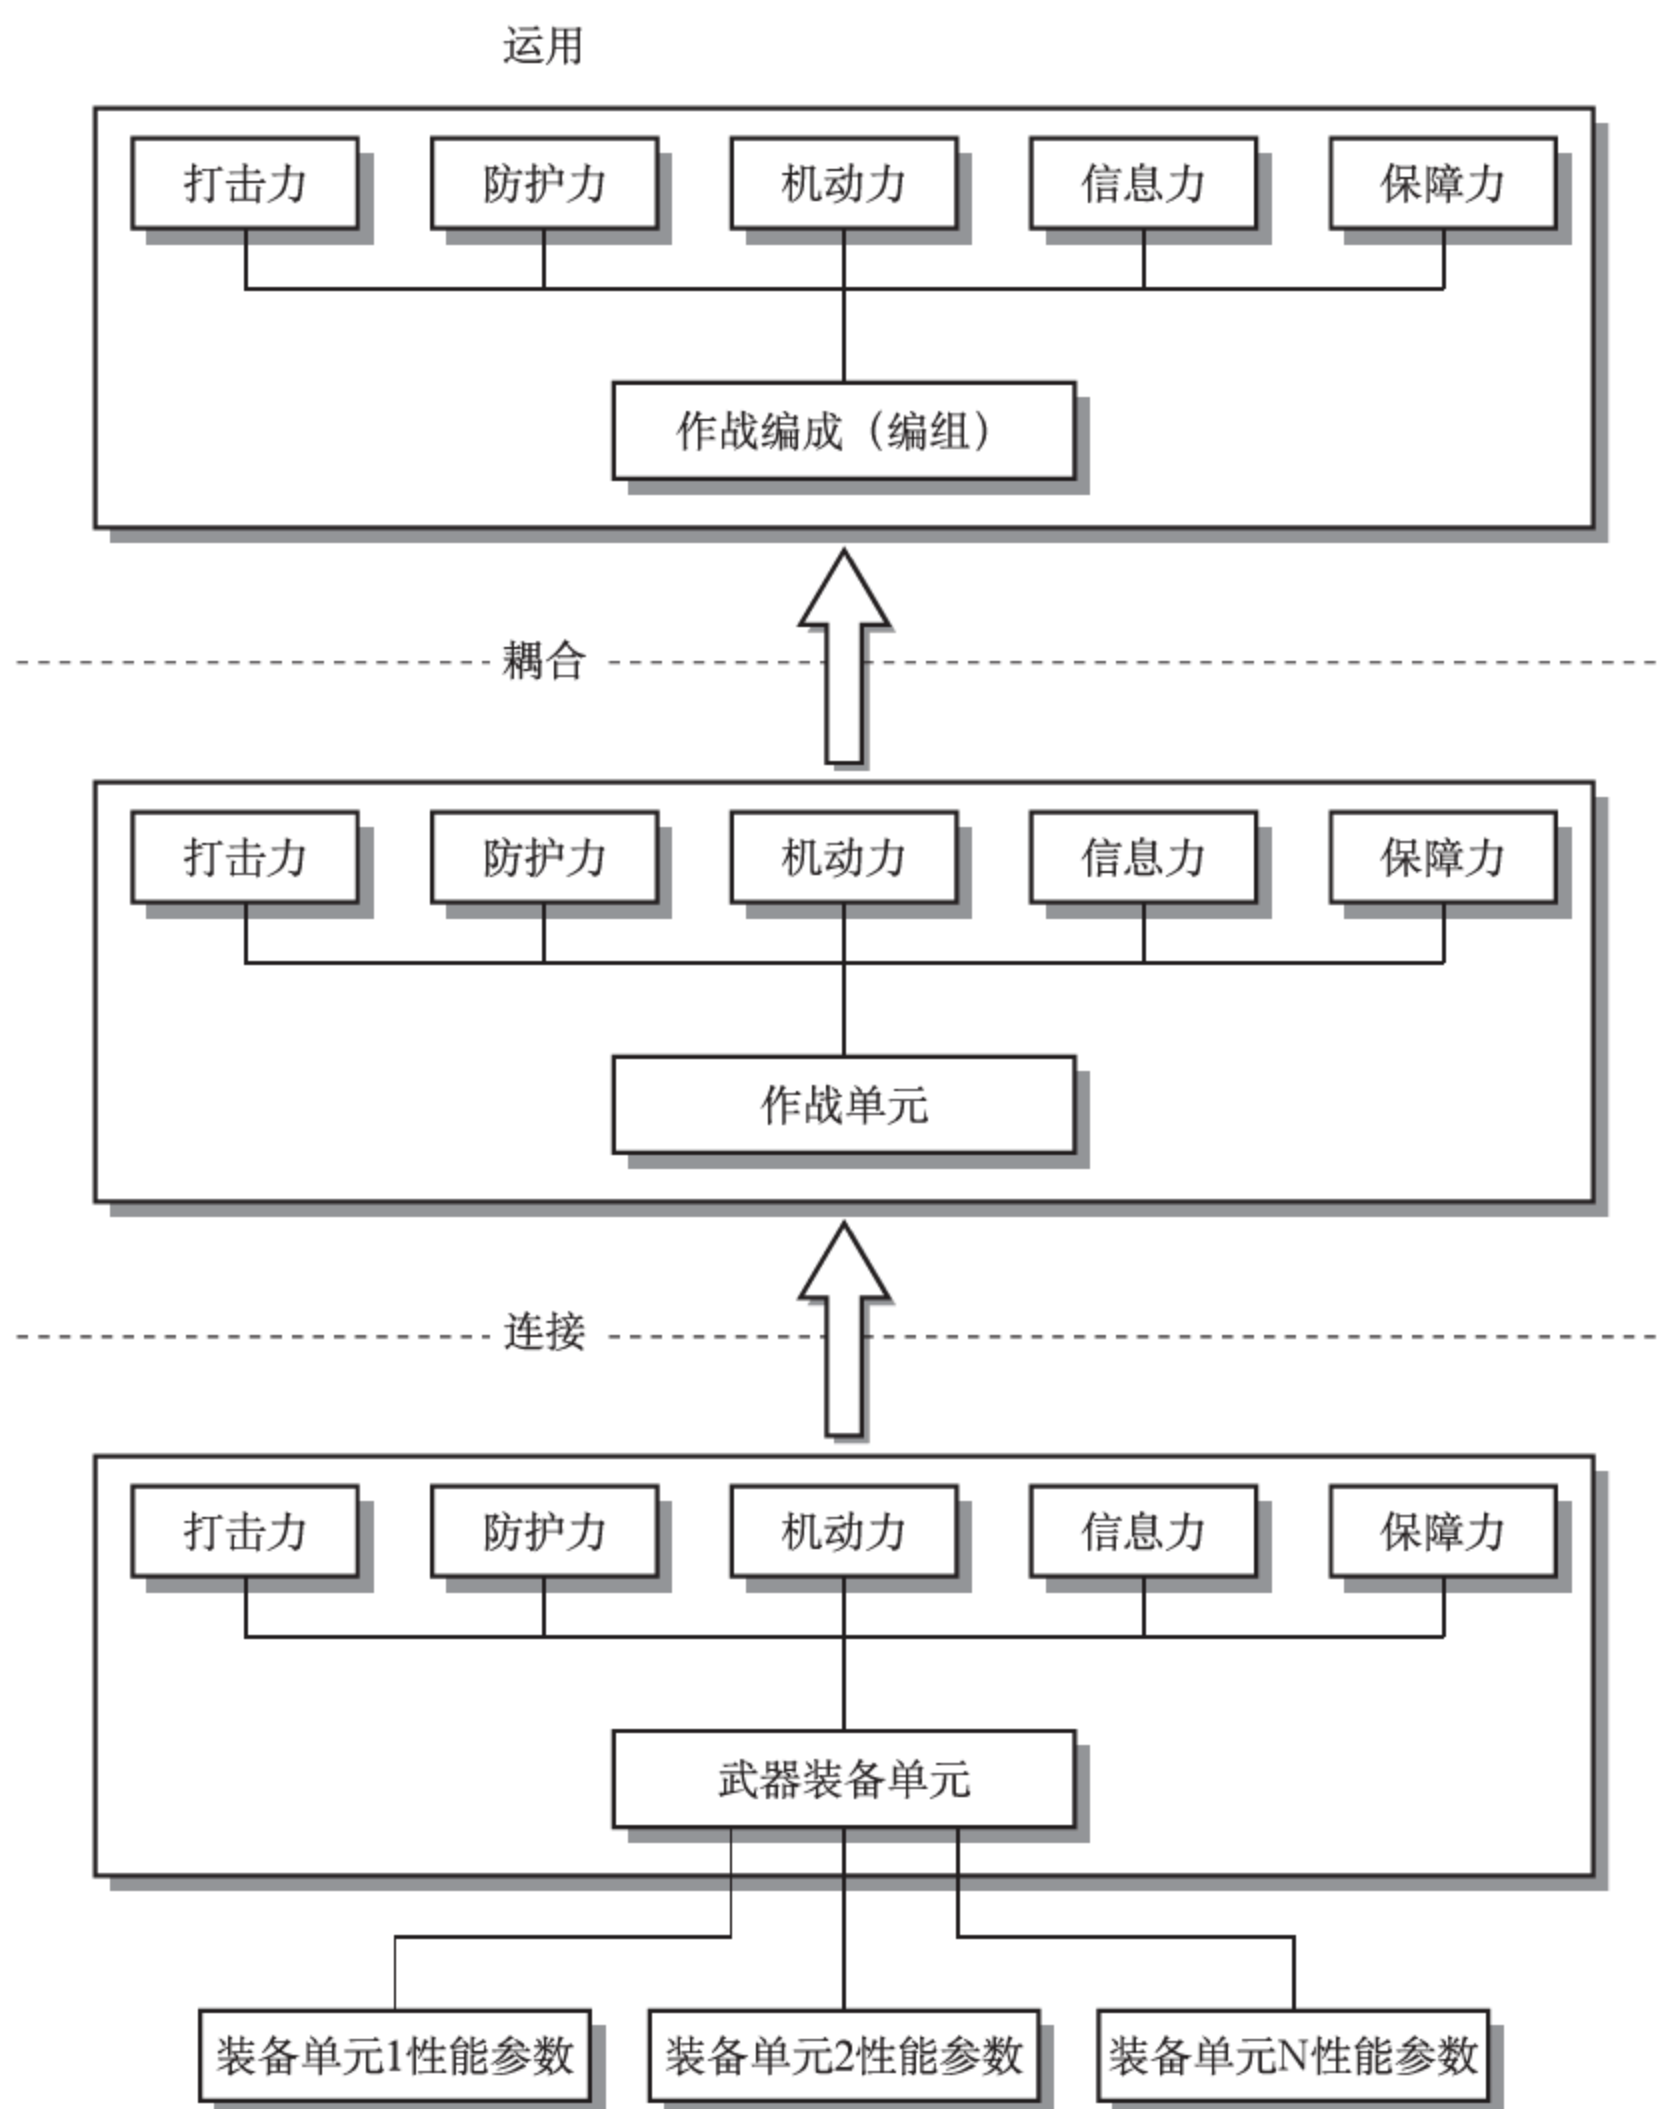 运用
打击力 防护力 机动力 信息力 保障力
作战编成（编组）
耦合
打击力 防护力 机动力 信息力 保障力
作战单元
连接
打击力 防护力 机动力 信息力 保障力
武器装备单元
装备单元1性能参数 装备单元2性能参数 装备单元N性能参数